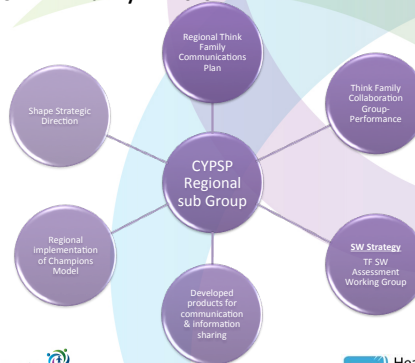 Regional Think
Family
Communications
Plan
Think Family
Collaboration
Group-
Performance
SW Strategy
TF SW
Assessment
Working Group
Developed
products for
communication
& information
sharing
Regional
implementation
of Champions
Model
Shape Strategic
Direction
CYPSP
Regional
sub Group